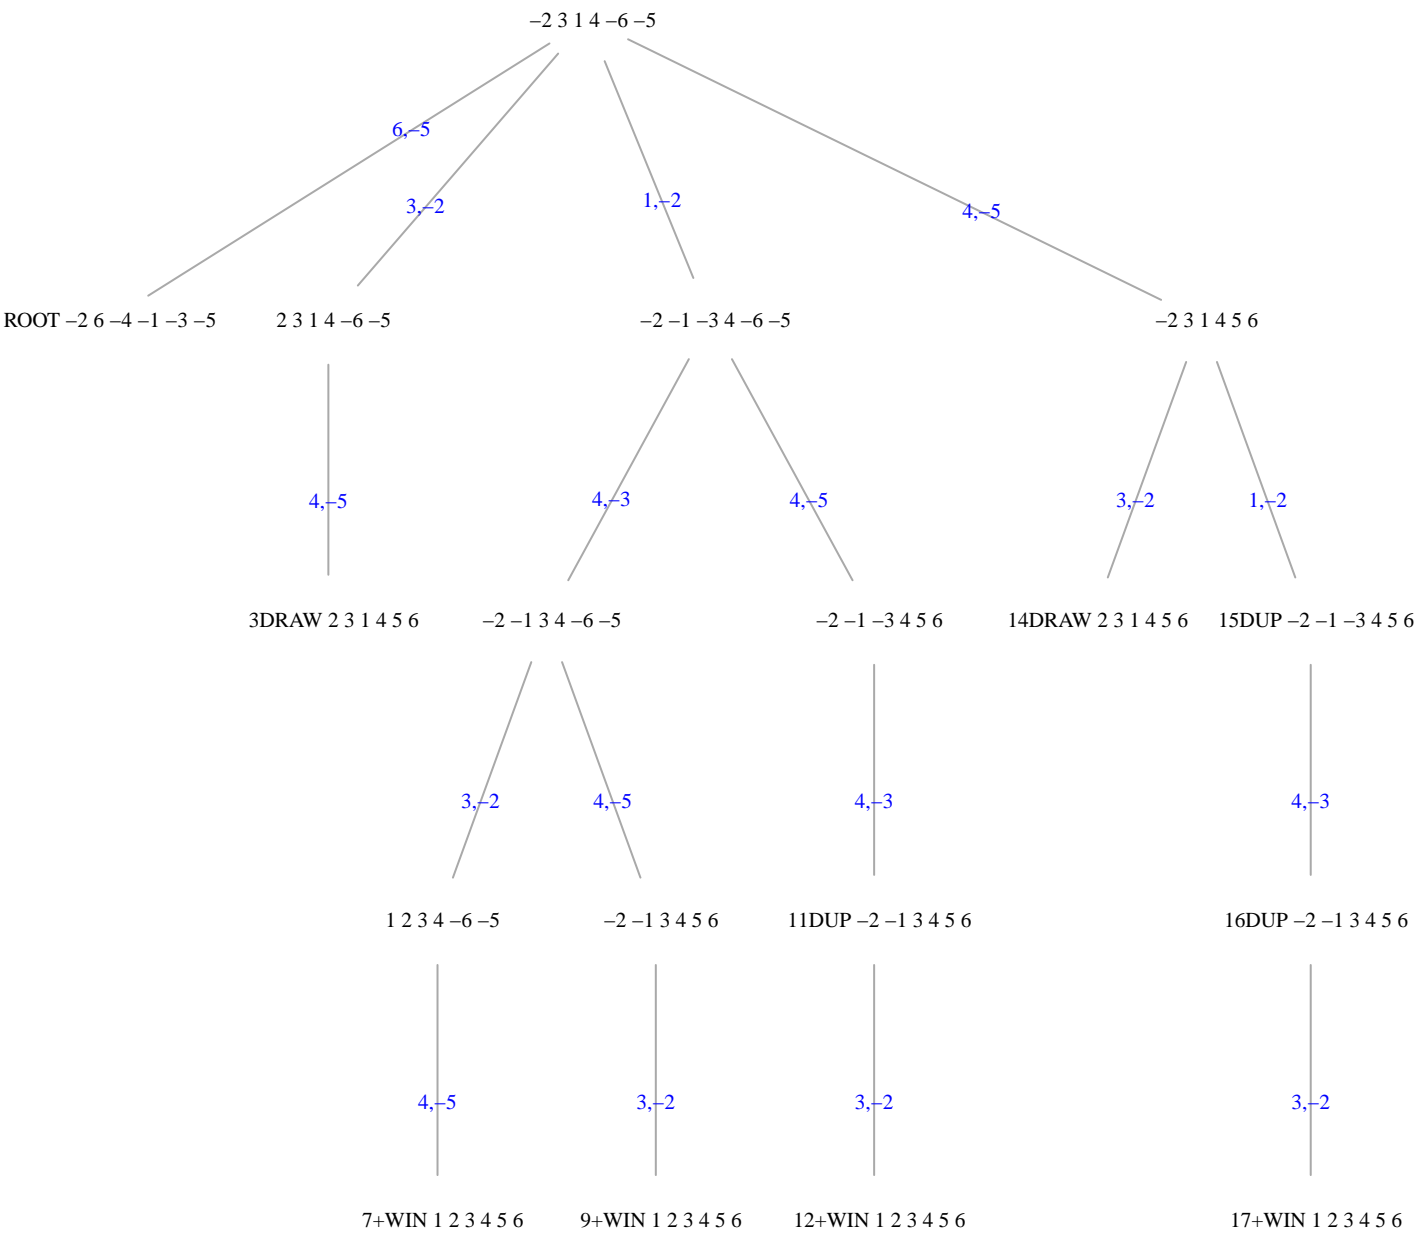 –2 3 1 4 –6 –5
6,–5
3,–2
1,–2
4,–5
ROOT –2 6 –4 –1 –3 –5
2 3 1 4 –6 –5
–2 –1 –3 4 –6 –5
–2 3 1 4 5 6
4,–5
4,–3
4,–5
3,–2
1,–2
3DRAW 2 3 1 4 5 6
–2 –1 3 4 –6 –5
–2 –1 –3 4 5 6
14DRAW 2 3 1 4 5 6
15DUP –2 –1 –3 4 5 6
3,–2
4,–5
4,–3
4,–3
1 2 3 4 –6 –5
–2 –1 3 4 5 6
11DUP –2 –1 3 4 5 6
16DUP –2 –1 3 4 5 6
4,–5
3,–2
3,–2
3,–2
7+WIN 1 2 3 4 5 6
9+WIN 1 2 3 4 5 6
12+WIN 1 2 3 4 5 6
17+WIN 1 2 3 4 5 6